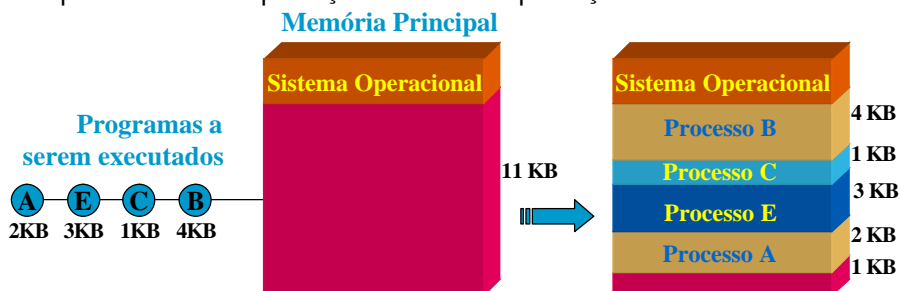 Memória Principal
Sistema Operacional
Programas a
serem executados
A E C B
2KB 3KB 1KB 4KB
11 KB
Sistema Operacional
Processo B
4 KB
Processo C
1 KB
Processo E
3 KB
Processo A
2 KB
1 KB